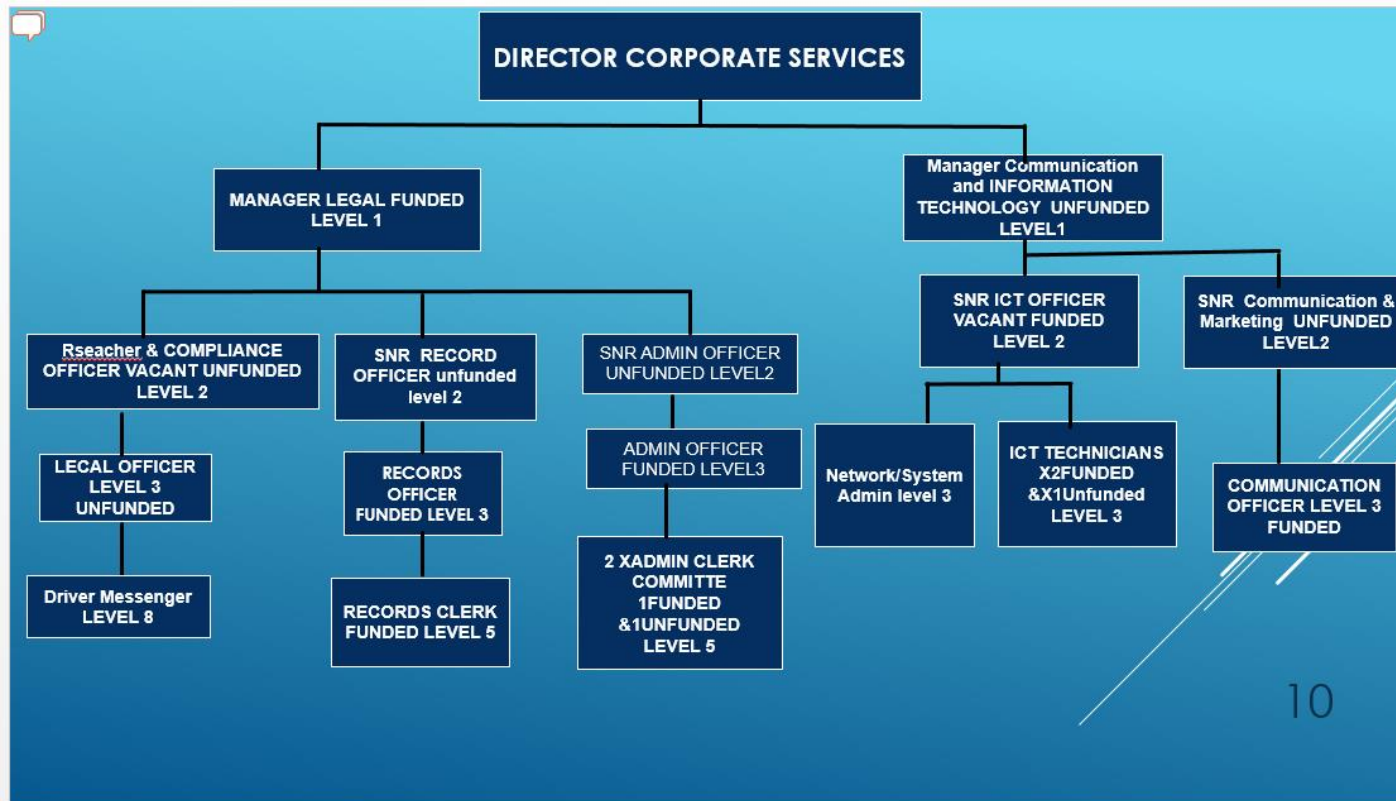 DIRECTOR CORPORATE SERVICES
MANAGER LEGAL FUNDED
LEVEL 1
Manager Communication
and INFORMATION
TECHNOLOGY UNFUNDED
LEVEL1
Rseacher & COMPLIANCE
OFFICER VACANT UNFUNDED
LEVEL 2
SNR RECORD
OFFICER unfunded
level 2
SNR ADMIN OFFICER
UNFUNDED LEVEL2
SNR ICT OFFICER
VACANT FUNDED
LEVEL 2
SNR Communication &
Marketing UNFUNDED
LEVEL2
LECAL OFFICER
LEVEL 3
UNFUNDED
RECORDS
OFFICER
FUNDED LEVEL 3
ADMIN OFFICER
FUNDED LEVEL3
Network/System
Admin level 3
ICT TECHNICIANS
X2FUNDED
&X1Unfunded
LEVEL 3
COMMUNICATION
OFFICER LEVEL 3
FUNDED
Driver Messenger
LEVEL 8
RECORDS CLERK
FUNDED LEVEL 5
2 XADMIN CLERK
COMMITTE
1FUNDED
&1UNFUNDED
LEVEL 5
10